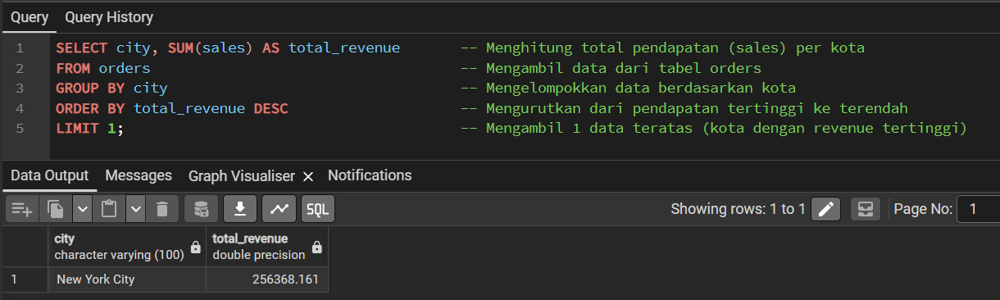 Query Query History
1 SELECT city, SUM(sales) AS total_revenue -- Menghitung total pendapatan (sales) per kota
2 FROM orders -- Mengambil data dari tabel orders
3 GROUP BY city -- Mengelompokkan data berdasarkan kota
4 ORDER BY total_revenue DESC -- Mengurutkan dari pendapatan tertinggi ke terendah
5 LIMIT 1; -- Mengambil 1 data teratas (kota dengan revenue tertinggi)
Data Output Messages Graph Visualiser Notifications
SQL Showing rows: 1 to 1 Page No: 1
city total_revenue
character varying (100) double precision
1 New York City 256368.161